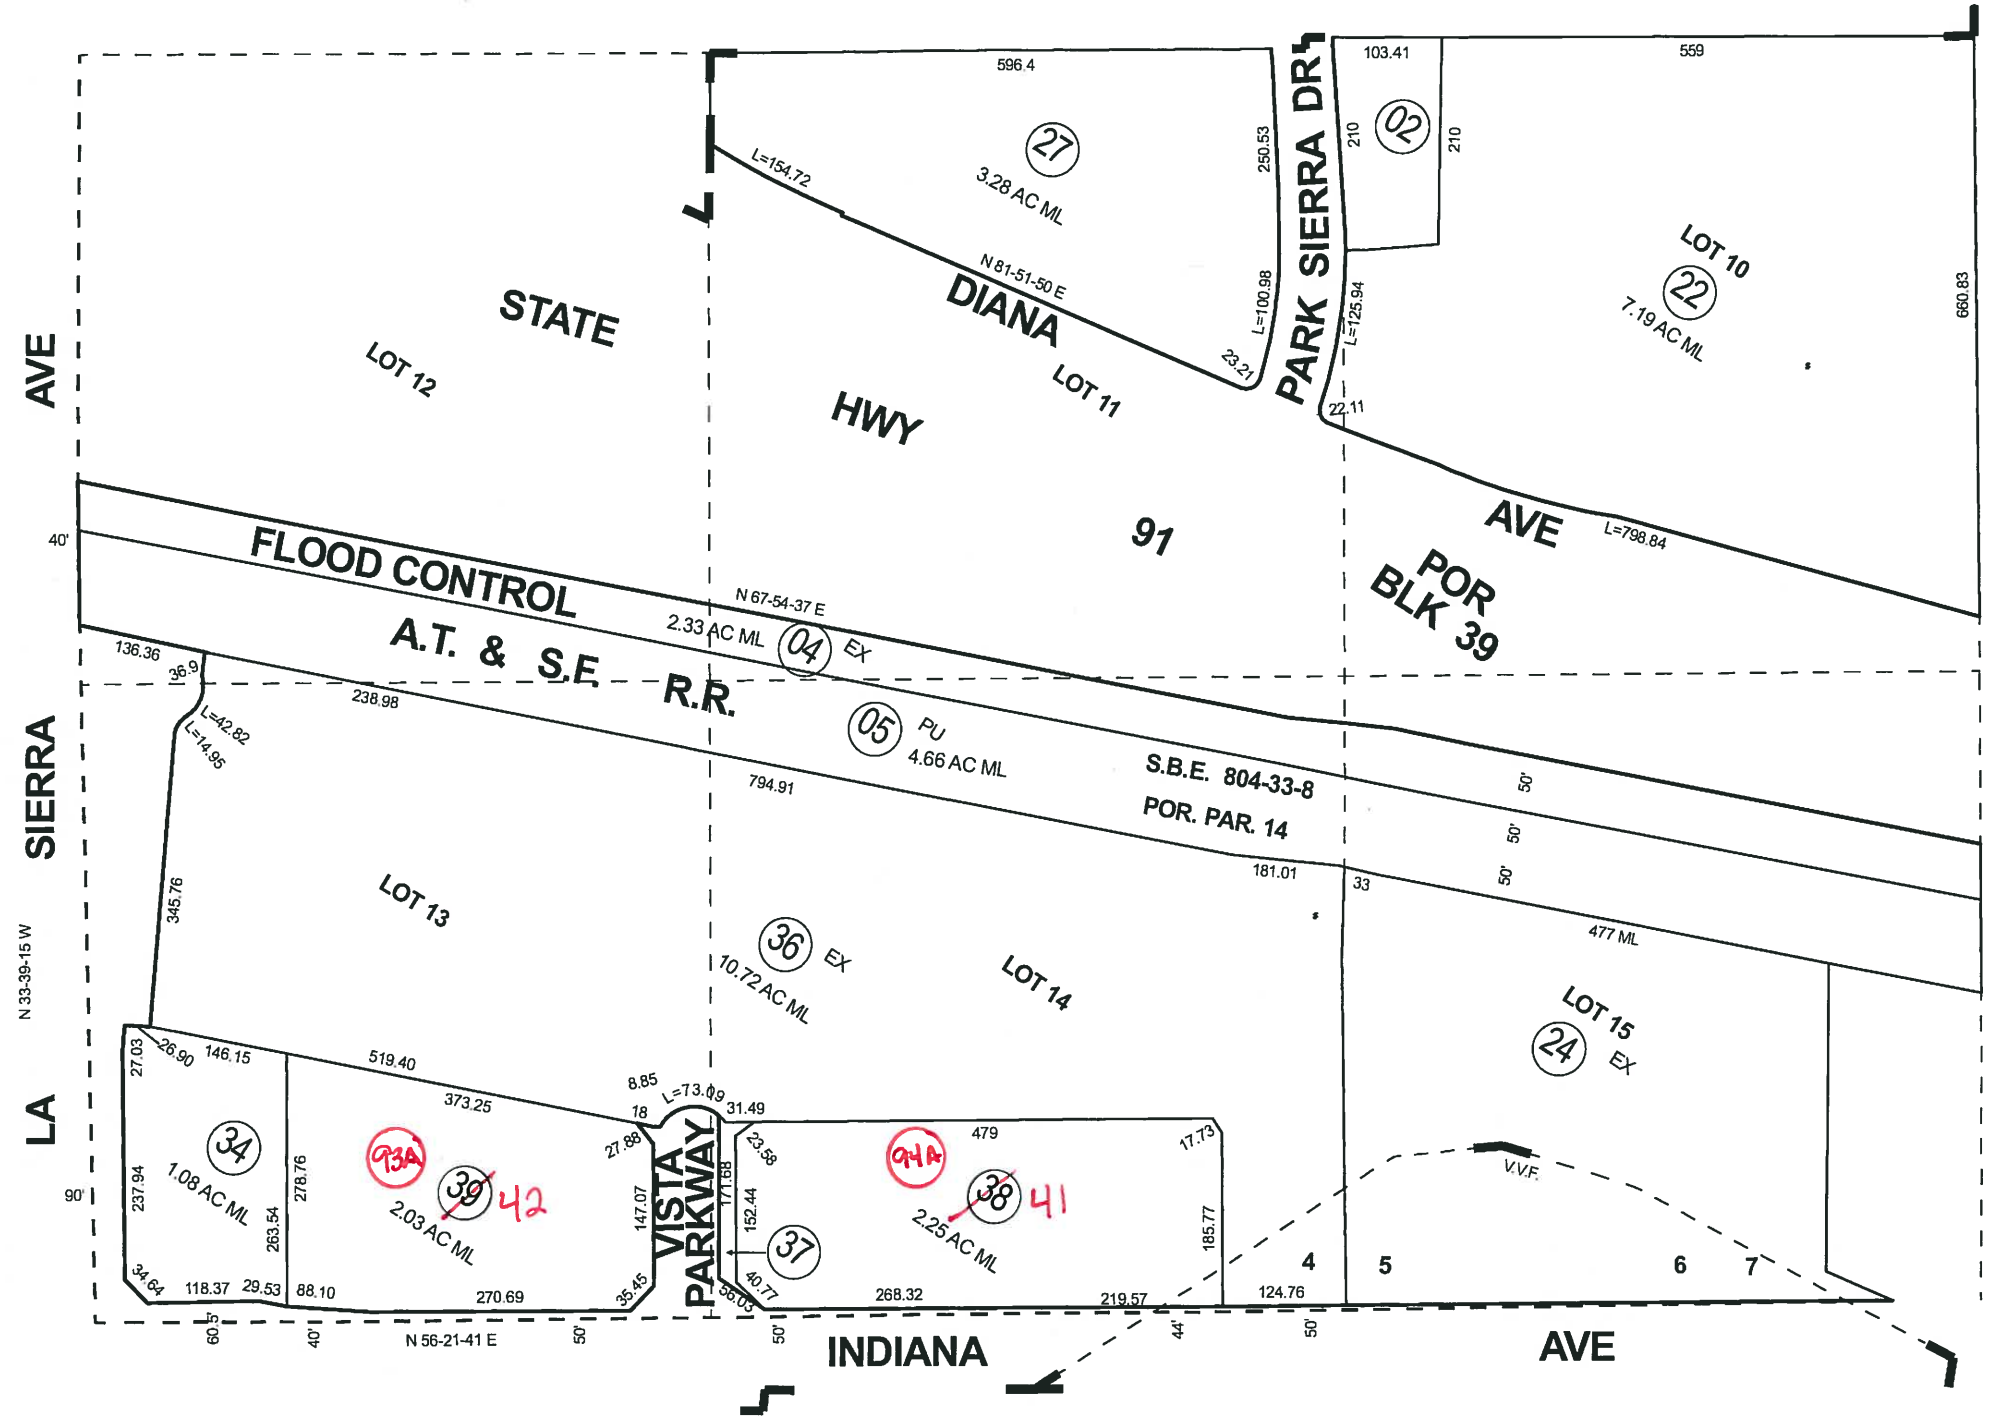 596.4
103.41
559
PARK SIERRA DR
27
3.28 AC ML
250.53
L=154.72
N 81-51-50 E
L=100.98
23.21
02
210
210
LOT 10
22
7.19 AC ML
660.83
L=125.94
22.11
STATE
DIANA
LOT 12
LOT 11
HWY
AVE
91
AVE
L=798.84
POR
BLK 39
40'
FLOOD CONTROL
N 67-54-37 E
2.33 AC ML
04
EX
A.T. & S.F. R.R.
136.36
36.9
238.98
L=42.82
L=14.95
05
PU
4.66 AC ML
794.91
S.B.E. 804-33-8
POR. PAR. 14
50'
50'
50'
181.01
33
477 ML
SIERRA
345.76
LOT 13
N 33-39-15 W
36
EX
10.72 AC ML
LOT 14
LOT 15
24
EX
27.03
26.90
146.15
519.40
373.25
8.85
L=73.09
18
31.49
LA
34
1.08 AC ML
237.94
90'
278.76
263.54
93A
39
42
2.03 AC ML
27.88
147.07
VISTA
PARKWAY
171.68
23.58
152.44
479
17.73
94A
38
41
2.25 AC ML
185.77
37
V.V.F.
4
5
6
7
34.64
118.37
29.53
88.10
270.69
35.45
56.03
40.77
268.32
219.57
124.76
60.5'
40'
N 56-21-41 E
50'
50'
44'
50'
INDIANA
AVE